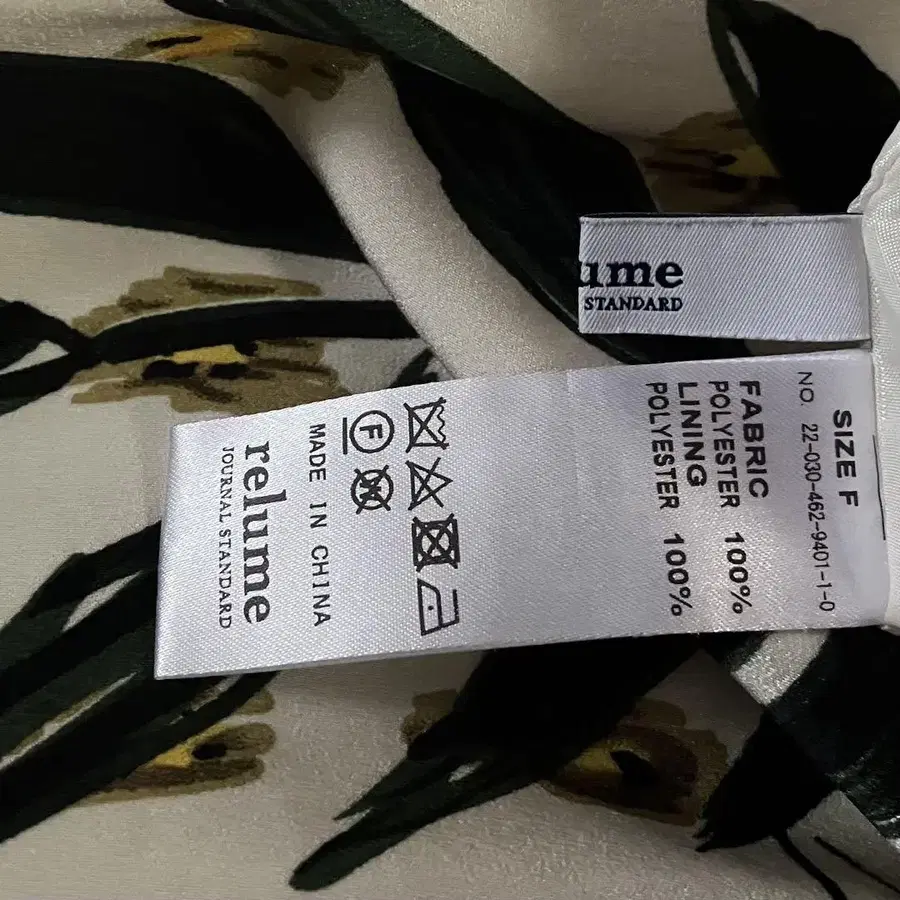 ume
STANDARD
SIZE F
NO. 22-030-462-9401-1-0
FABRIC
POLYESTER 100%
LINING
POLYESTER 100%
F
MADE IN CHINA
relume
JOURNAL STANDARD